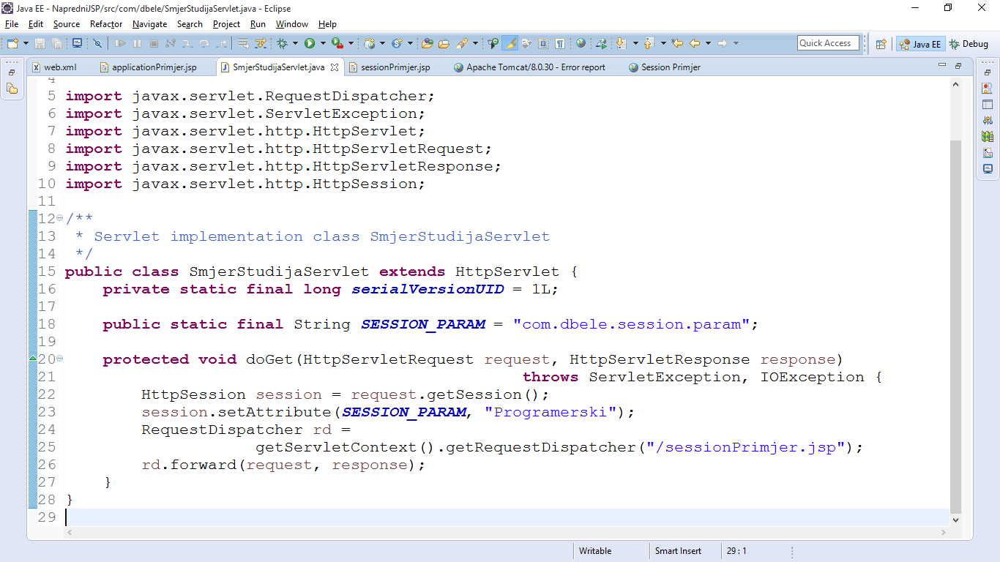 Java EE - NapredniJSP/src/com/dbele/SmjerStudijaServlet.java - Eclipse
File Edit Source Refactor Navigate Search Project Run Window Help
Quick Access
Java EE
Debug
web.xml applicationPrimjer.jsp SmjerStudijaServlet.java sessionPrimjer.jsp Apache Tomcat/8.0.30 - Error report Session Primjer
4
5 import javax.servlet.RequestDispatcher;
6 import javax.servlet.ServletException;
7 import javax.servlet.http.HttpServlet;
8 import javax.servlet.http.HttpServletRequest;
9 import javax.servlet.http.HttpServletResponse;
10 import javax.servlet.http.HttpSession;
11
12 /**
13 * Servlet implementation class SmjerStudijaServlet
14 */
15 public class SmjerStudijaServlet extends HttpServlet {
16 private static final long serialVersionUID = 1L;
17
18 public static final String SESSION_PARAM = "com.dbele.session.param";
19
20 protected void doGet(HttpServletRequest request, HttpServletResponse response)
21 throws ServletException, IOException {
22 HttpSession session = request.getSession();
23 session.setAttribute(SESSION_PARAM, "Programerski");
24 RequestDispatcher rd =
25 getServletContext().getRequestDispatcher("/sessionPrimjer.jsp");
26 rd.forward(request, response);
27 }
28 }
29
Writable Smart Insert 29 : 1